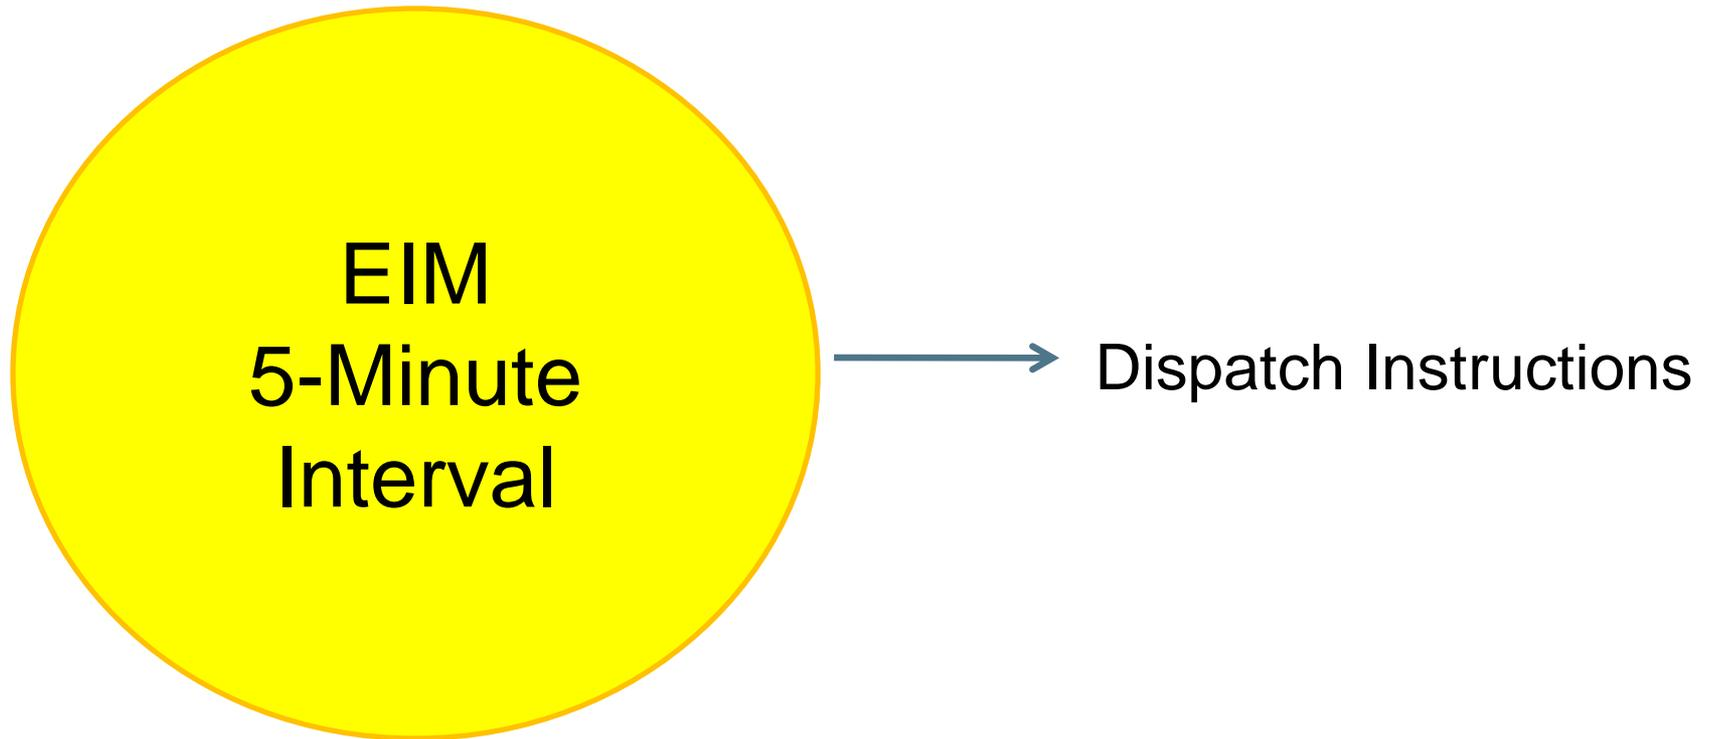 EIM
5-Minute
Interval
Dispatch Instructions